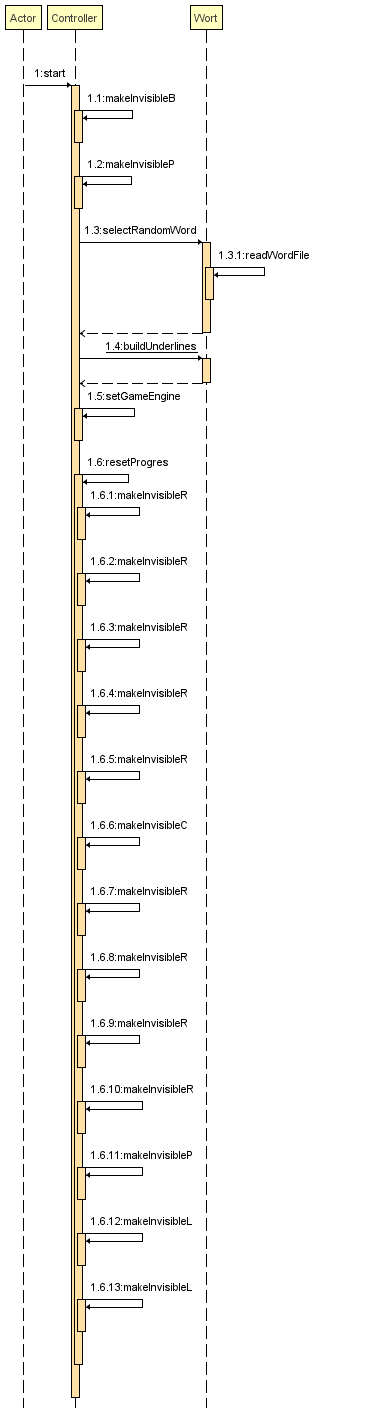 Actor Controller Wort
1:start
1.1:makeInvisibleB
1.2:makeInvisibleP
1.3:selectRandomWord
1.3.1:readWordFile
1.4:buildUnderlines
1.5:setGameEngine
1.6:resetProgres
1.6.1:makeInvisibleR
1.6.2:makeInvisibleR
1.6.3:makeInvisibleR
1.6.4:makeInvisibleR
1.6.5:makeInvisibleR
1.6.6:makeInvisibleC
1.6.7:makeInvisibleR
1.6.8:makeInvisibleR
1.6.9:makeInvisibleR
1.6.10:makeInvisibleR
1.6.11:makeInvisibleP
1.6.12:makeInvisibleL
1.6.13:makeInvisibleL